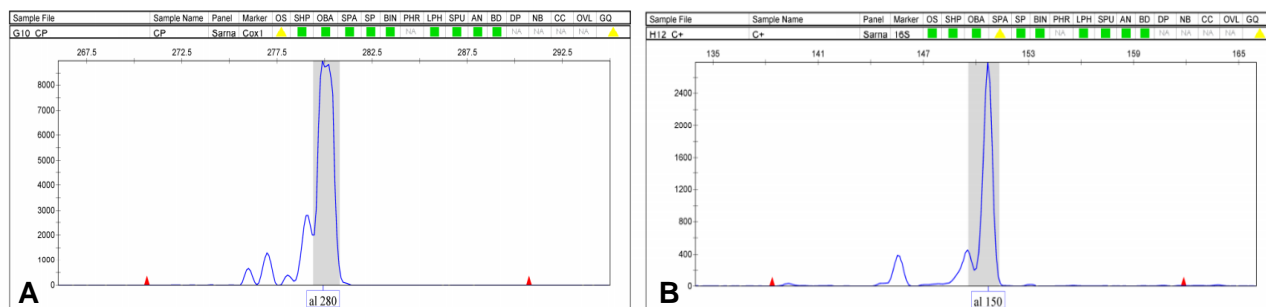 Sample File Sample Name Panel Marker OS SHP OBA SPA SP BIN PHR LPH SPU AN BD DP NB CC OVL GQ
G10 CP CP Sarna Cox1 NA NA NA NA NA
267.5 272.5 277.5 282.5 287.5 292.5
8000
7000
6000
5000
4000
3000
2000
1000
0
A
al 280
Sample File Sample Name Panel Marker OS SHP OBA SPA SP BIN PHR LPH SPU AN BD DP NB CC OVL GQ
H12 C+ C+ Sarna 16S NA NA NA NA NA
135 141 147 153 159 165
2400
2000
1600
1200
800
400
0
B
al 150